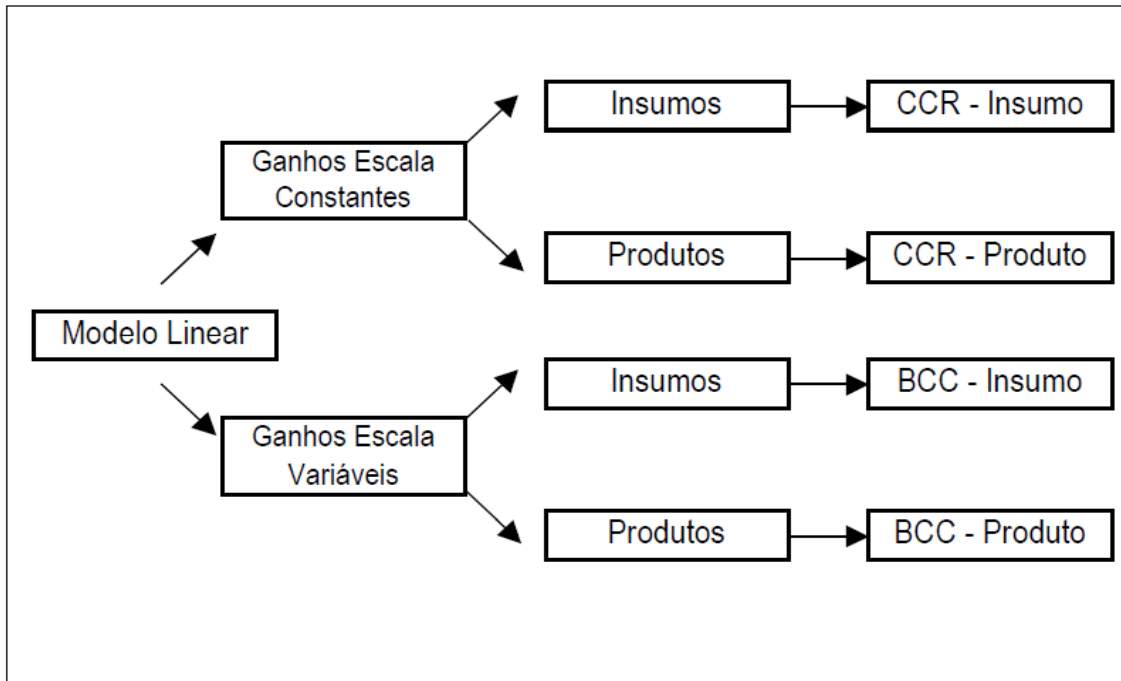 Insumos
CCR - Insumo
Ganhos Escala
Constantes
Produtos
CCR - Produto
Modelo Linear
Insumos
BCC - Insumo
Ganhos Escala
Variáveis
Produtos
BCC - Produto